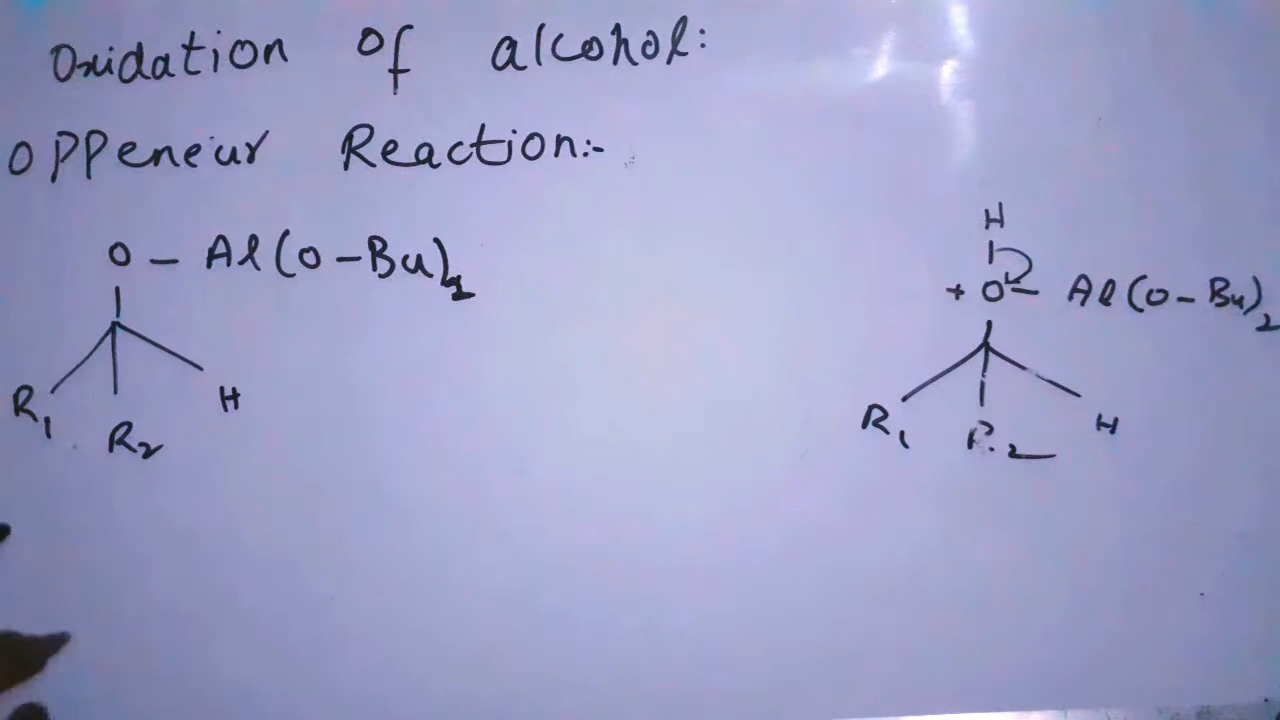 Oxidation of alcohol:
Oppeneur Reaction:-
O - Al(O-Bu)2
R1
R2
H
H
+ O - Al(O-Bu)2
R1
R2
H